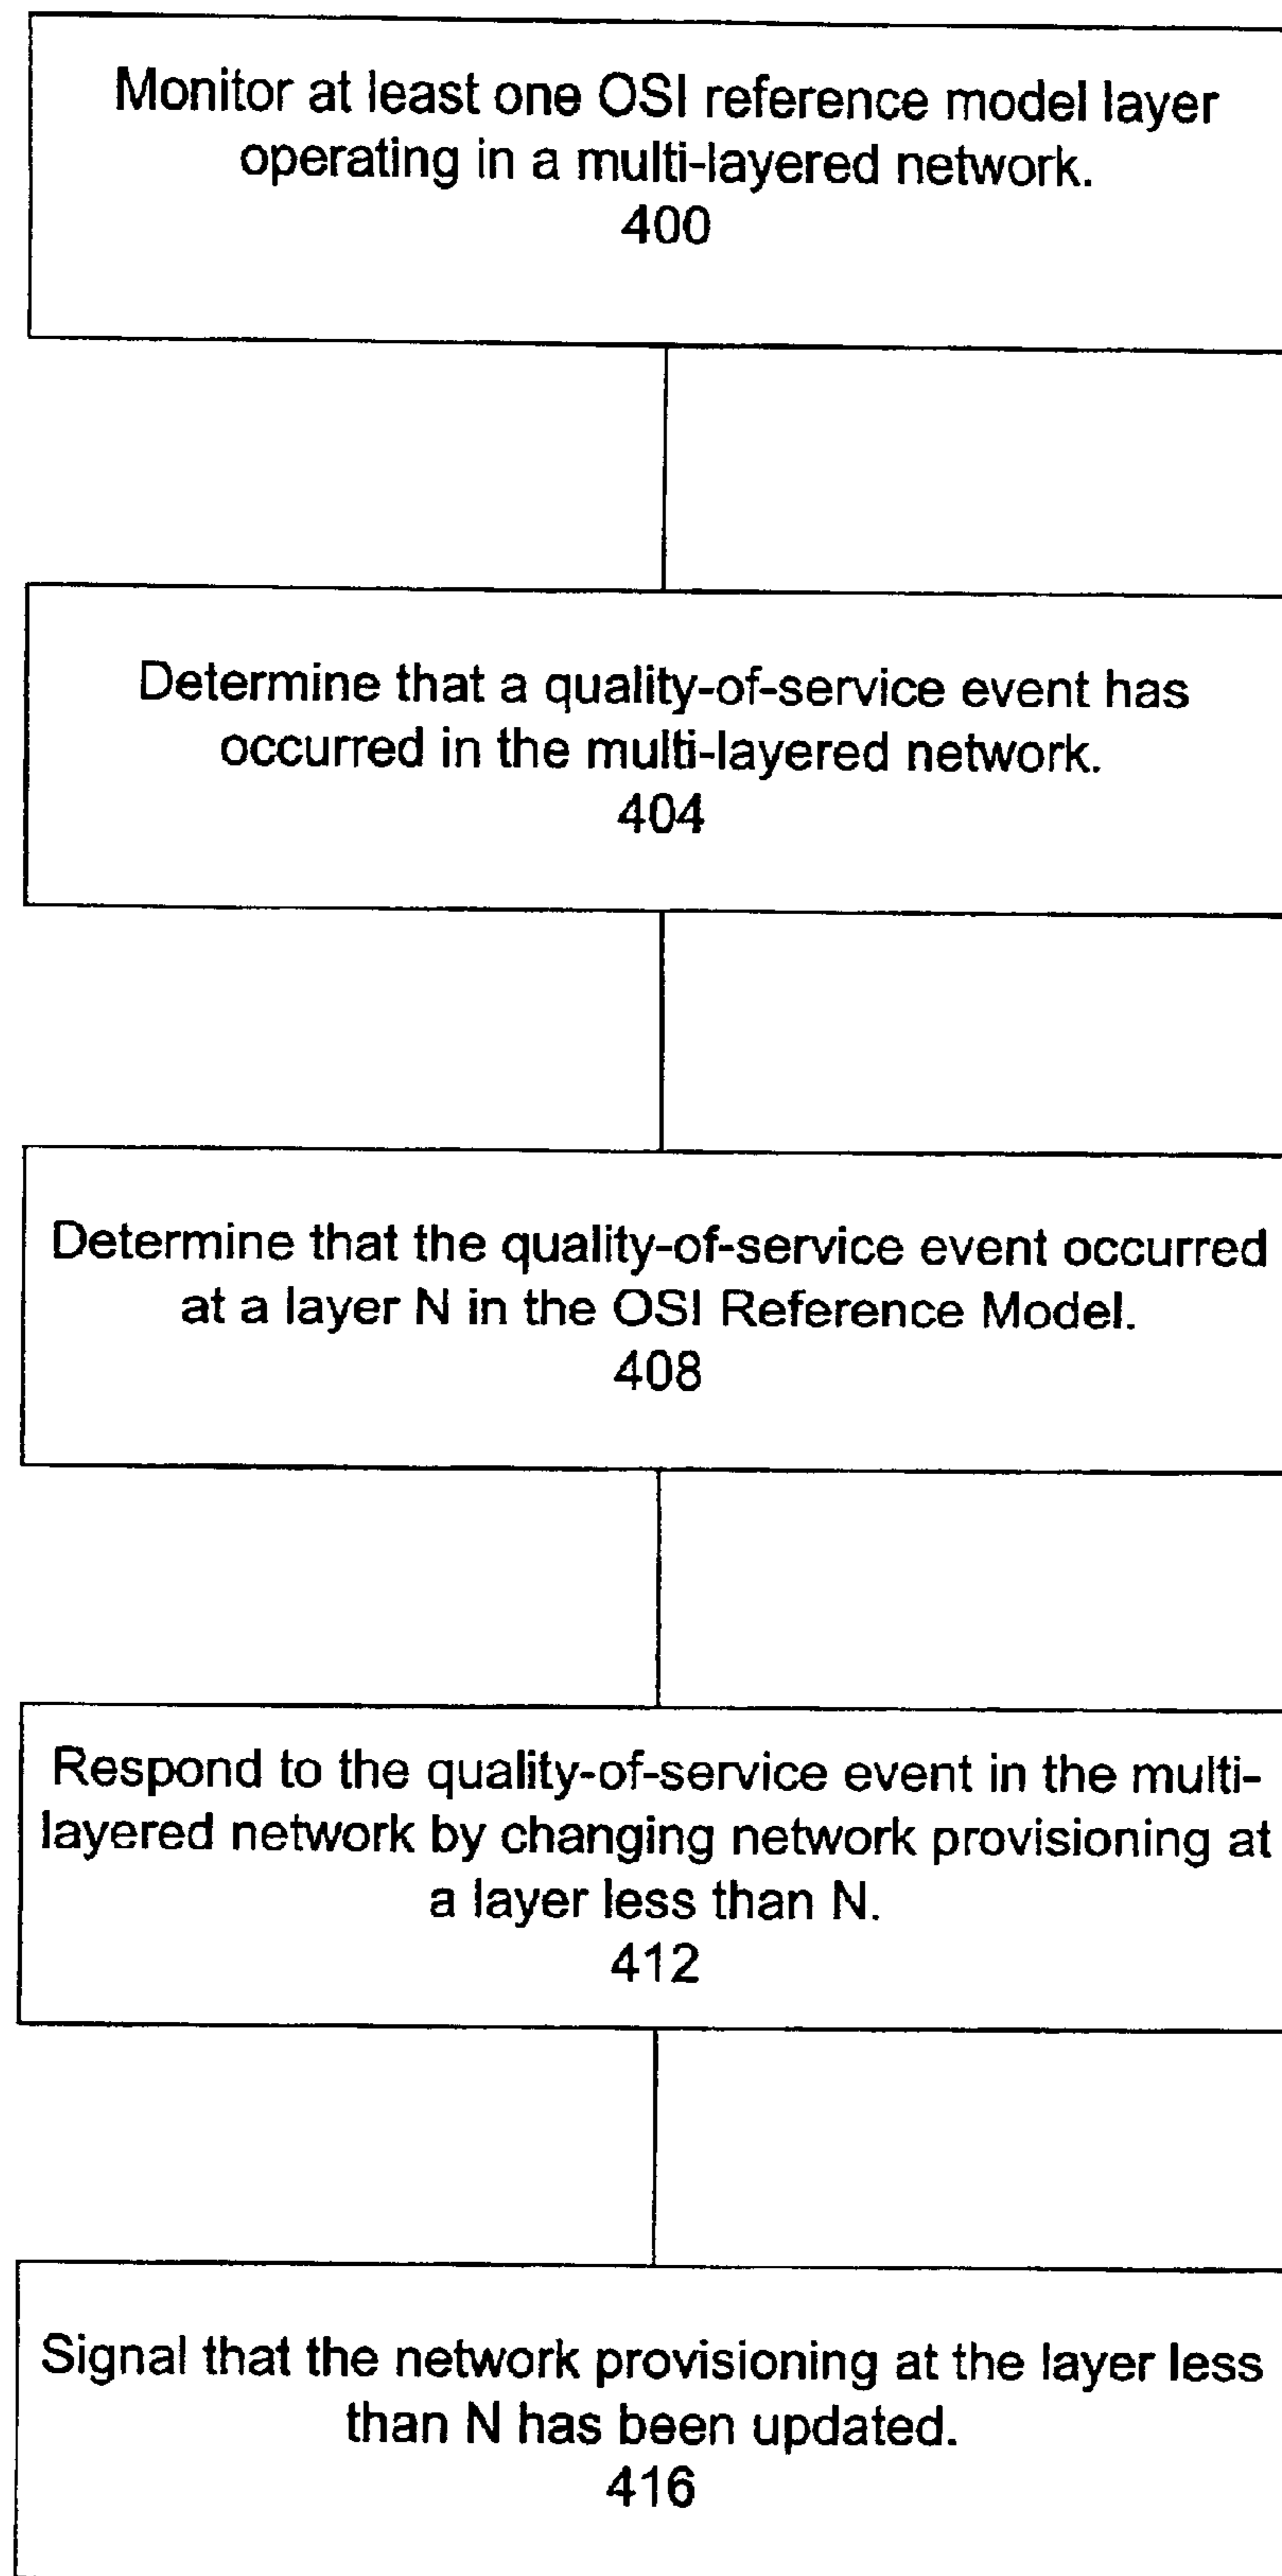 Monitor at least one OSI reference model layer
operating in a multi-layered network.
400
Determine that a quality-of-service event has
occurred in the multi-layered network.
404
Determine that the quality-of-service event occurred
at a layer N in the OSI Reference Model.
408
Respond to the quality-of-service event in the multi-
layered network by changing network provisioning at
a layer less than N.
412
Signal that the network provisioning at the layer less
than N has been updated.
416